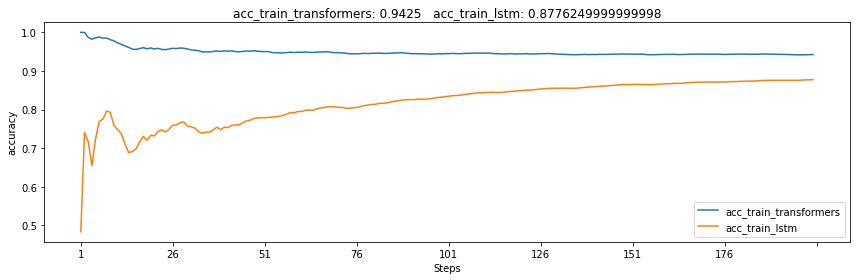 acc_train_transformers: 0.9425 acc_train_lstm: 0.8776249999999998
accuracy
1.0
0.9
0.8
0.7
0.6
0.5
acc_train_transformers
acc_train_lstm
1 26 51 76 101 126 151 176
Steps